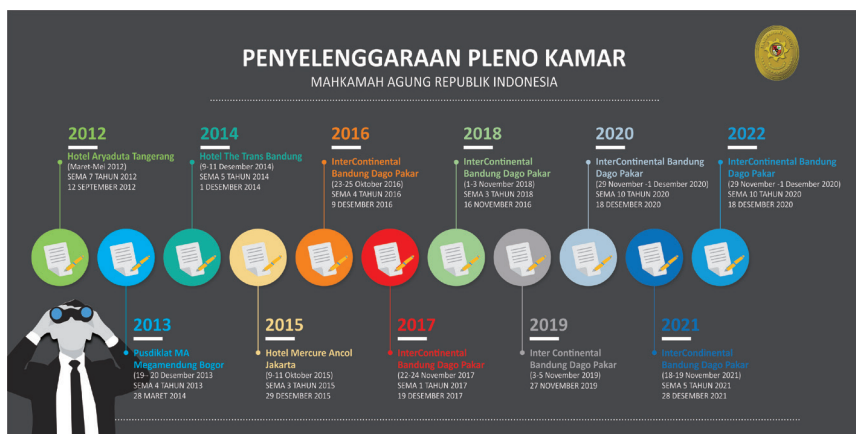 PENYELENGGARAAN PLENO KAMAR
MAHKAMAH AGUNG REPUBLIK INDONESIA
2012
Hotel Aryaduta Tangerang
(Maret-Mei 2012)
SEMA 7 TAHUN 2012
12 SEPTEMBER 2012
2014
Hotel The Trans Bandung
(9-11 Desember 2014)
SEMA 5 TAHUN 2014
1 DESEMBER 2014
2016
InterContinental
Bandung Dago Pakar
(23-25 Oktober 2016)
SEMA 4 TAHUN 2016
9 DESEMBER 2016
2018
InterContinental
Bandung Dago Pakar
(1-3 November 2018)
SEMA 3 TAHUN 2018
16 NOVEMBER 2016
2020
InterContinental Bandung
Dago Pakar
(29 November -1 Desember 2020)
SEMA 10 TAHUN 2020
18 DESEMBER 2020
2022
InterContinental Bandung
Dago Pakar
(29 November -1 Desember 2020)
SEMA 10 TAHUN 2020
18 DESEMBER 2020
2013
Pusdiklat MA
Megamendung Bogor
(19 - 20 Desember 2013
SEMA 4 TAHUN 2013
28 MARET 2014
2015
Hotel Mercure Ancol
Jakarta
(9-11 Oktober 2015)
SEMA 3 TAHUN 2015
29 DESEMBER 2015
2017
InterContinental
Bandung Dago Pakar
(22-24 November 2017
SEMA 1 TAHUN 2017
19 DESEMBER 2017
2019
Inter Continental
Bandung Dago Pakar
(3-5 November 2019)
27 NOVEMBER 2019
2021
InterContinental
Bandung Dago Pakar
(18-19 November 2021)
SEMA 5 TAHUN 2021
28 DESEMBER 2021